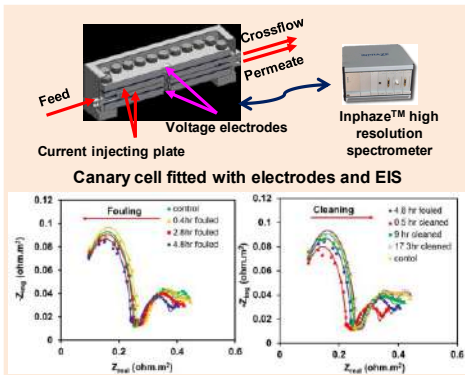 Crossflow
Permeate
Feed
Voltage electrodes
Current injecting plate
Inphaze™ high
resolution
spectrometer
Canary cell fitted with electrodes and EIS
Fouling
control
0.4hr fouled
2.8hr fouled
4.8hr fouled
-0.12
-0.1
-0.08
-0.06
-0.04
-0.02
0
0
0.2
0.4
0.6
-Zimg (ohm.m²)
Zreal (ohm.m²)
Cleaning
4.8 hr fouled
0.5 hr cleaned
9 hr cleaned
17.3hr cleaned
contol
0.12
0.1
0.08
0.06
0.04
0.02
0
0
0.2
0.4
0.6
-Zimg (ohm.m²)
Zreal (ohm.m²)